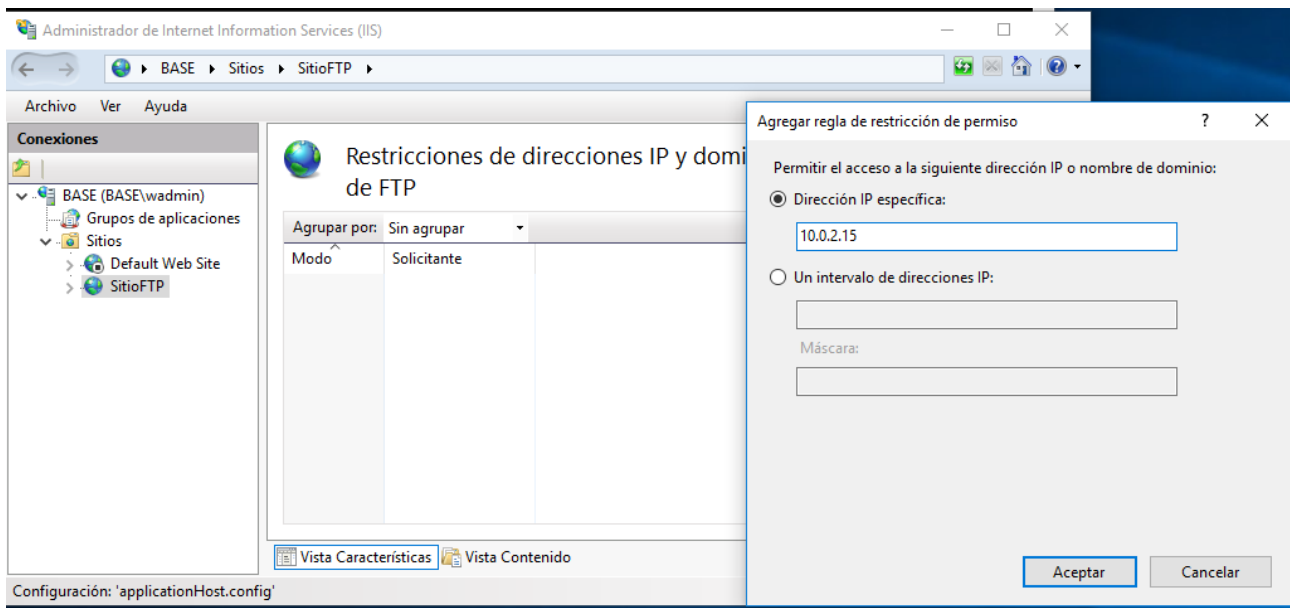 Administrador de Internet Information Services (IIS)
BASE Sitios SitioFTP
Archivo Ver Ayuda
Conexiones
BASE (BASE\wadmin)
Grupos de aplicaciones
Sitios
Default Web Site
SitioFTP
Restricciones de direcciones IP y domi
de FTP
Agrupar por: Sin agrupar
Modo Solicitante
Vista Características Vista Contenido
Configuración: 'applicationHost.config'
Agregar regla de restricción de permiso ? X
Permitir el acceso a la siguiente dirección IP o nombre de dominio:
Dirección IP específica:
10.0.2.15
Un intervalo de direcciones IP:
Máscara:
Aceptar Cancelar